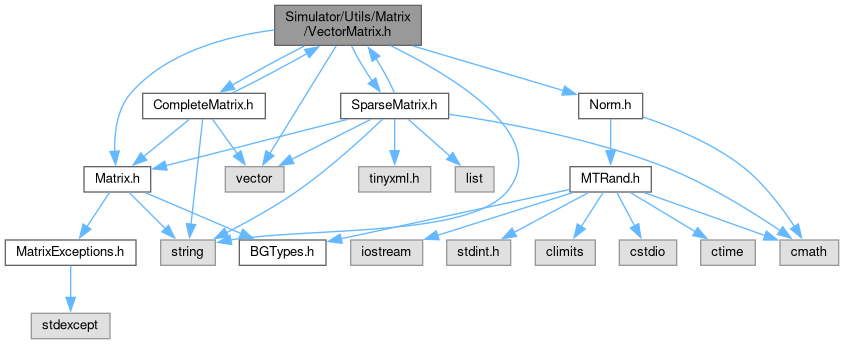 Simulator/Utils/Matrix
/VectorMatrix.h
CompleteMatrix.h
SparseMatrix.h
Norm.h
Matrix.h
vector
tinyxml.h
list
MTRand.h
MatrixExceptions.h
string
BGTypes.h
iostream
stdint.h
climits
cstdio
ctime
cmath
stdexcept